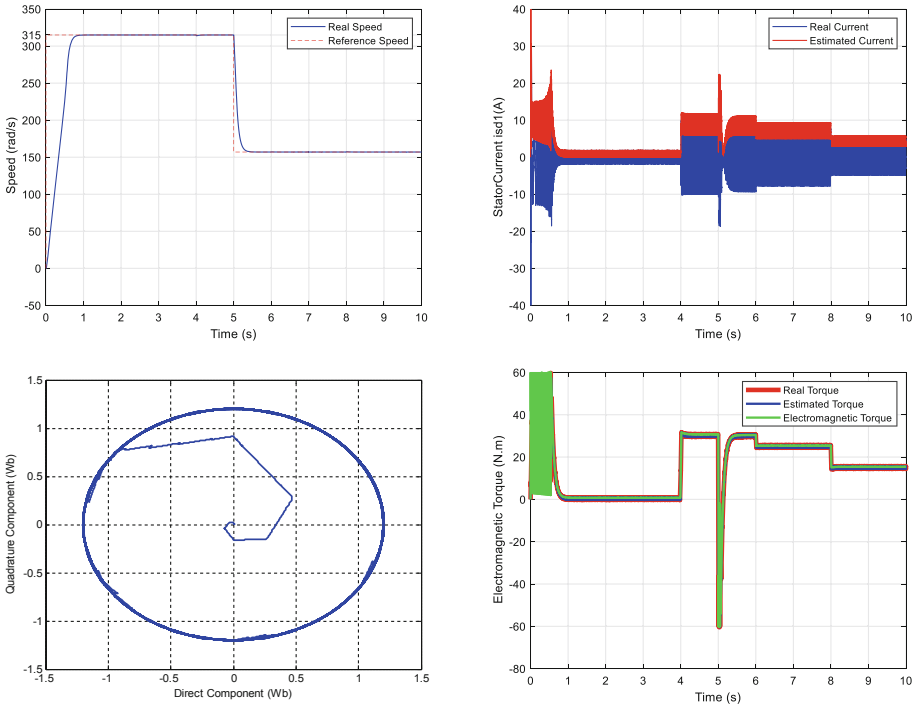 350
315
300
250
200
150
100
50
0
-50
Speed (rad/s)
Real Speed
Reference Speed
0 1 2 3 4 5 6 7 8 9 10
Time (s)
40
30
20
10
0
-10
-20
-30
-40
StatorCurrent isd1(A)
Real Current
Estimated Current
0 1 2 3 4 5 6 7 8 9 10
Time (s)
1.5
1
0.5
0
-0.5
-1
-1.5
Quadrature Component (Wb)
-1.5 -1 -0.5 0 0.5 1 1.5
Direct Component (Wb)
60
40
20
0
-20
-40
-60
-80
Electromagnetic Torque (N.m)
Real Torque
Estimated Torque
Electromagnetic Torque
0 1 2 3 4 5 6 7 8 9 10
Time (s)